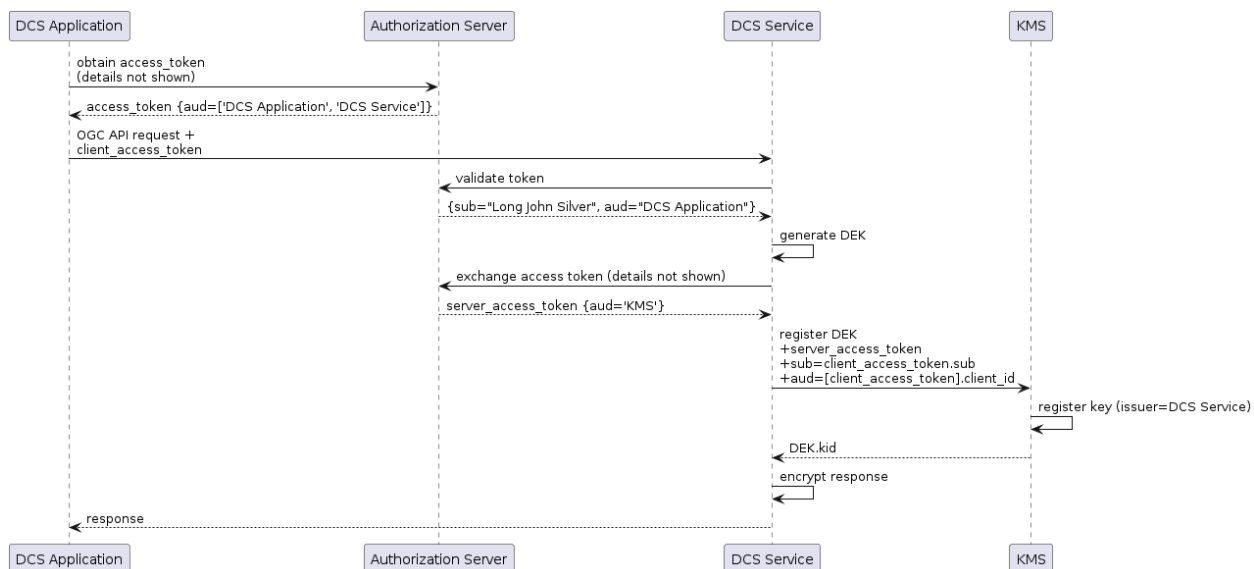 DCS Application
Authorization Server
DCS Service
KMS
obtain access_token
(details not shown)
access_token {aud=['DCS Application', 'DCS Service']}
OGC API request +
client_access_token
validate token
{sub="Long John Silver", aud="DCS Application"}
generate DEK
exchange access token (details not shown)
server_access_token {aud='KMS'}
register DEK
+server_access_token
+sub=client_access_token.sub
+aud=[client_access_token].client_id
register key (issuer=DCS Service)
DEK.kid
encrypt response
response
DCS Application
Authorization Server
DCS Service
KMS